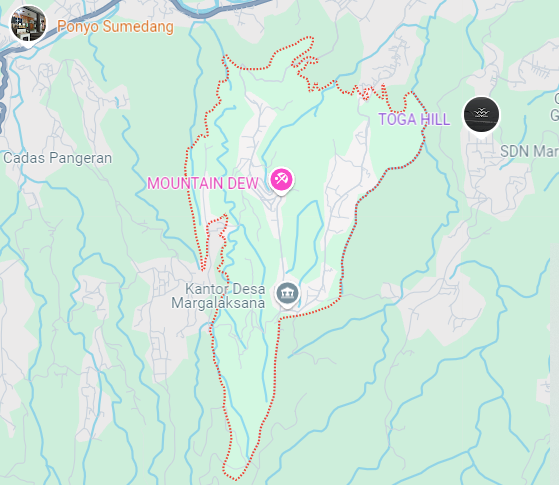 Ponyo Sumedang
TOGA HILL
SDN Mar
Cadas Pangeran
MOUNTAIN DEW
Kantor Desa
Margalaksana